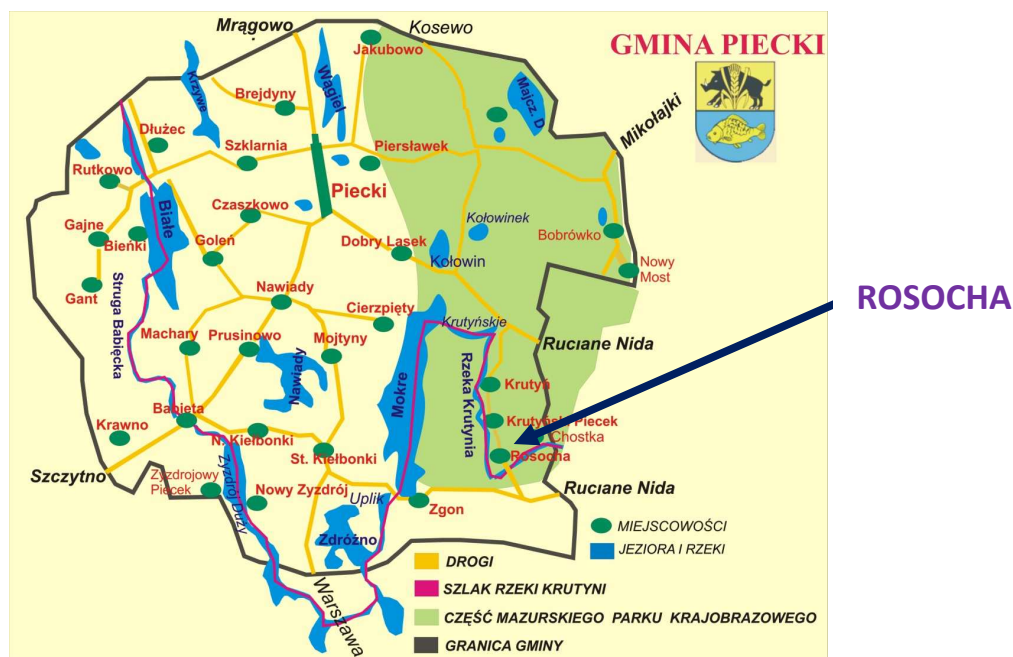 Mrągowo
Kosewo
GMINA PIECKI
Jakubowo
Krzywe
Wągiel
Majcz. D
Brejdyny
Mikołajki
Dłużec
Szklarnia
Piersławek
Rutkowo
Piecki
Białe
Czaszkowo
Kołowinek
Gajne
Bieńki
Goleń
Dobry Lasek
Bobrówko
Kołowin
Nowy
Most
Gant
Struga Babięcka
Nawiady
Cierzpięty
ROSOCHA
Krutyńskie
Machary
Prusinowo
Mojtyny
Rucıane Nida
Nawiady
Mokre
Rzeka Krutynia
Krutyń
Babięta
Krutyński Piecek
Krawno
N. Kiełbonki
Chostka
St. Kiełbonki
Rosocha
Szczytno
Zyzdrojowy
Piecek
Zyzdrój Duży
Nowy Zyzdrój
Uplik
Zgon
Rucıane Nida
Zdróżno
Warszawa
MIEJSCOWOŚCI
JEZIORA I RZEKI
DROGI
SZLAK RZEKI KRUTYNI
CZĘŚĆ MAZURSKIEGO PARKU KRAJOBRAZOWEGO
GRANICA GMINY